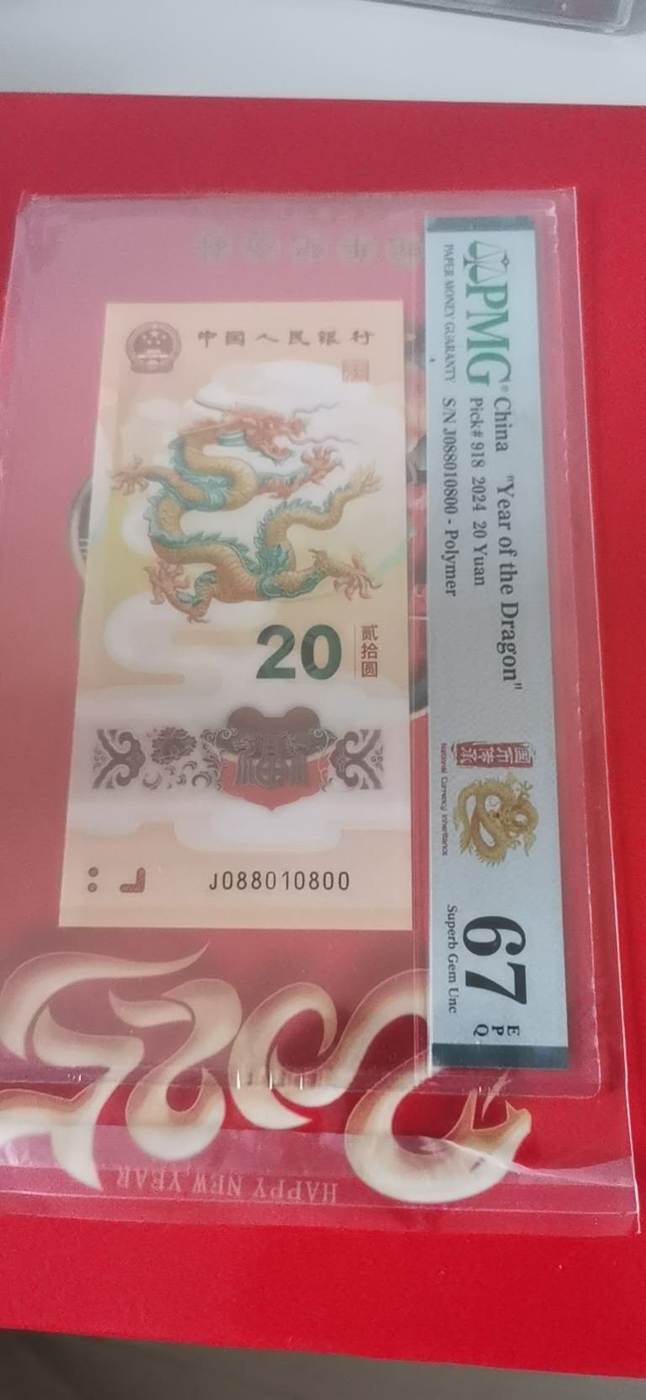 中国人民银行
20
贰拾圆
J088010800
PMG®
PAPER MONEY GUARANTY
China "Year of the Dragon"
Pick# 918 2024 20 Yuan
S/N J088010800 - Polymer
National Currency Inheritance
67
EPQ
Superb Gem Unc
HAPPY NEW YEAR